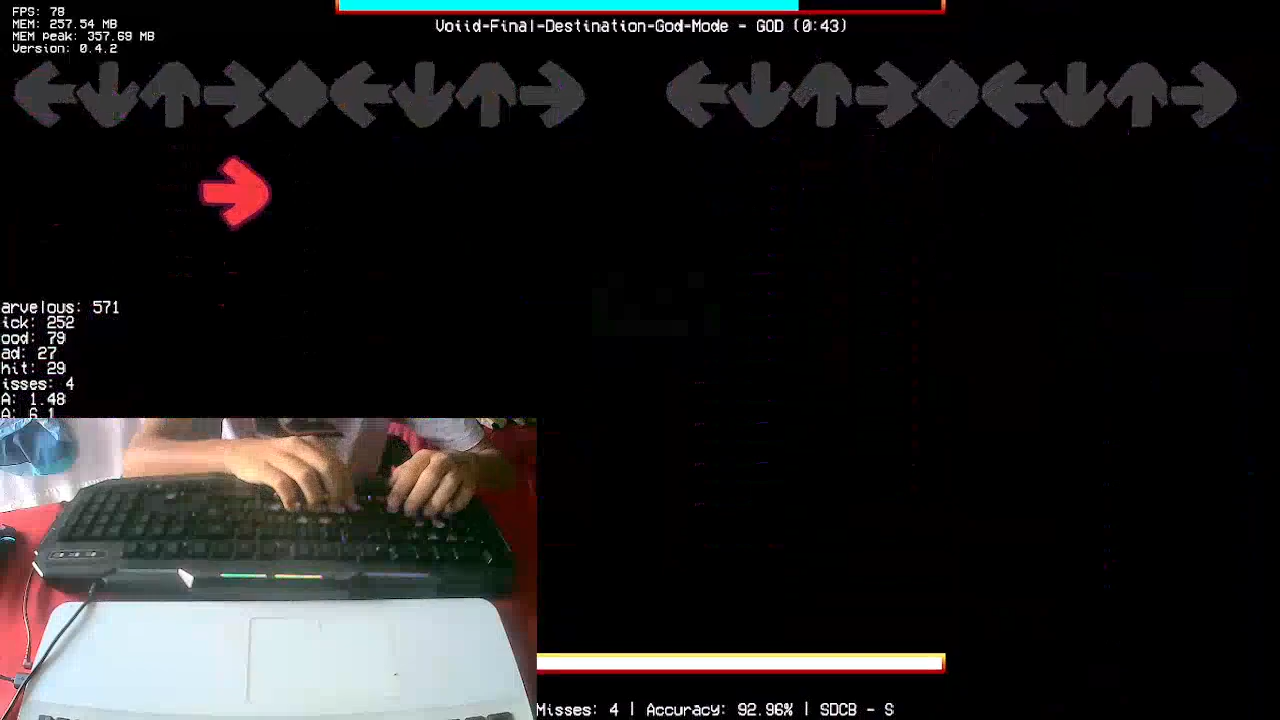 FPS: 78
MEM: 257.54 MB
MEM peak: 357.69 MB
Version: 0.4.2
Voiid-Final-Destination-God-Mode - GOD (0:43)
arvelous: 571
ick: 252
ood: 79
ad: 27
hit: 29
isses: 4
A: 1.48
A: 6.1
Misses: 4 | Accuracy: 92.96% | SDCB - S